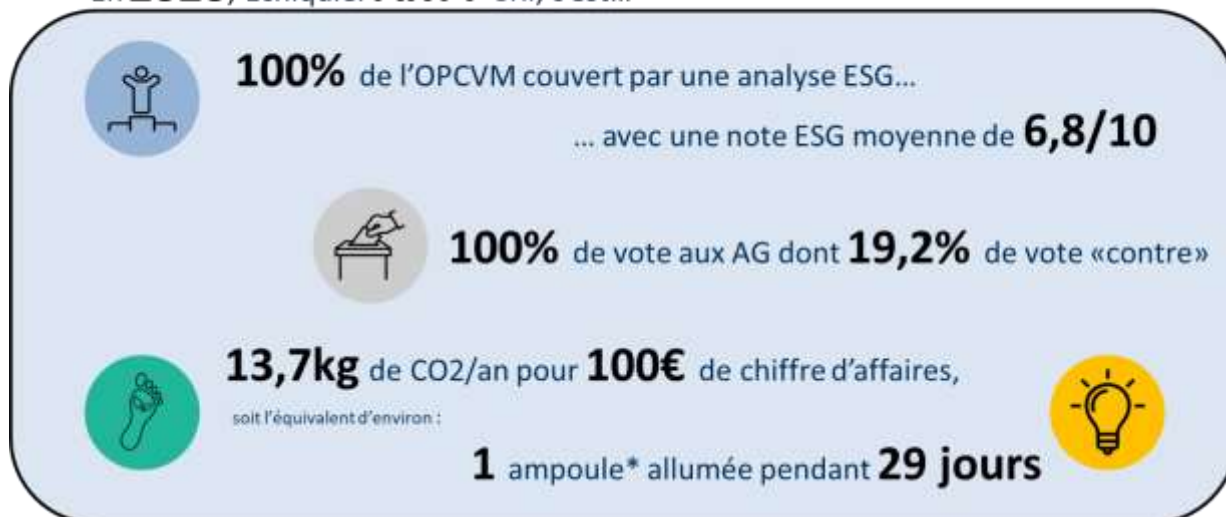 100% de l'OPCVM couvert par une analyse ESG...
... avec une note ESG moyenne de 6,8/10
100% de vote aux AG dont 19,2% de vote «contre»
13,7kg de CO2/an pour 100€ de chiffre d'affaires,
soit l'équivalent d'environ :
1 ampoule* allumée pendant 29 jours